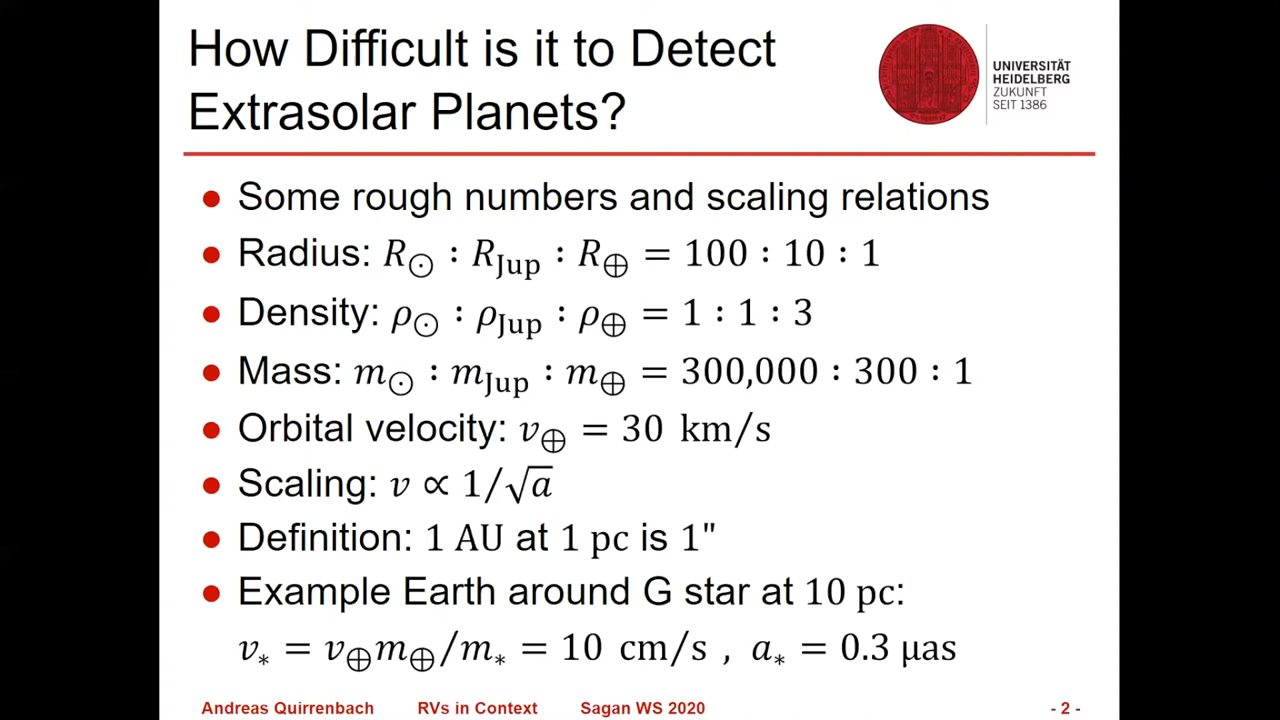 How Difficult is it to Detect
Extrasolar Planets?
UNIVERSITÄT
HEIDELBERG
ZUKUNFT
SEIT 1386
● Some rough numbers and scaling relations
● Radius: R⊙ : RJup : R⊕ = 100 : 10 : 1
● Density: ρ⊙ : ρJup : ρ⊕ = 1 : 1 : 3
● Mass: m⊙ : mJup : m⊕ = 300,000 : 300 : 1
● Orbital velocity: v⊕ = 30 km/s
● Scaling: v ∝ 1/√a
● Definition: 1 AU at 1 pc is 1"
● Example Earth around G star at 10 pc:
v∗ = v⊕m⊕/m∗ = 10 cm/s , a∗ = 0.3 μas
Andreas Quirrenbach RVs in Context Sagan WS 2020 - 2 -